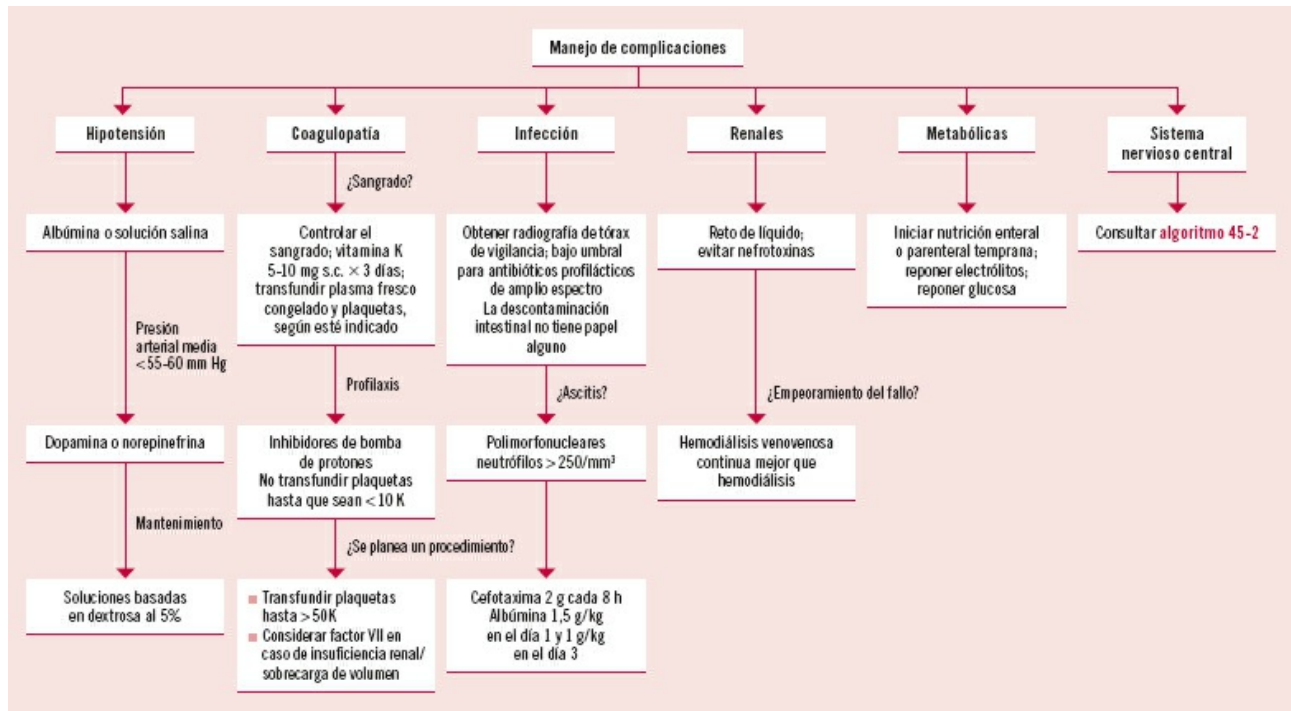 Manejo de complicaciones
Hipotensión
Albúmina o solución salina
Presión
arterial media
<55-60 mm Hg
Dopamina o norepinefrina
Mantenimiento
Soluciones basadas
en dextrosa al 5%
Coagulopatía
¿Sangrado?
Controlar el
sangrado; vitamina K
5-10 mg s.c. × 3 días;
transfundir plasma fresco
congelado y plaquetas,
según esté indicado
Profilaxis
Inhibidores de bomba
de protones
No transfundir plaquetas
hasta que sean <10 K
¿Se planea un procedimiento?
Transfundir plaquetas
hasta >50K
Considerar factor VII en
caso de insuficiencia renal/
sobrecarga de volumen
Infección
Obtener radiografía de tórax
de vigilancia; bajo umbral
para antibióticos profilácticos
de amplio espectro
La descontaminación
intestinal no tiene papel
alguno
¿Ascitis?
Polimorfonucleares
neutrófilos >250/mm³
Cefotaxima 2 g cada 8 h
Albúmina 1,5 g/kg
en el día 1 y 1 g/kg
en el día 3
Renales
Reto de líquido;
evitar nefrotoxinas
¿Empeoramiento del fallo?
Hemodiálisis venovenosa
continua mejor que
hemodiálisis
Metabólicas
Iniciar nutrición enteral
o parenteral temprana;
reponer electrólitos;
reponer glucosa
Sistema
nervioso central
Consultar algoritmo 45-2